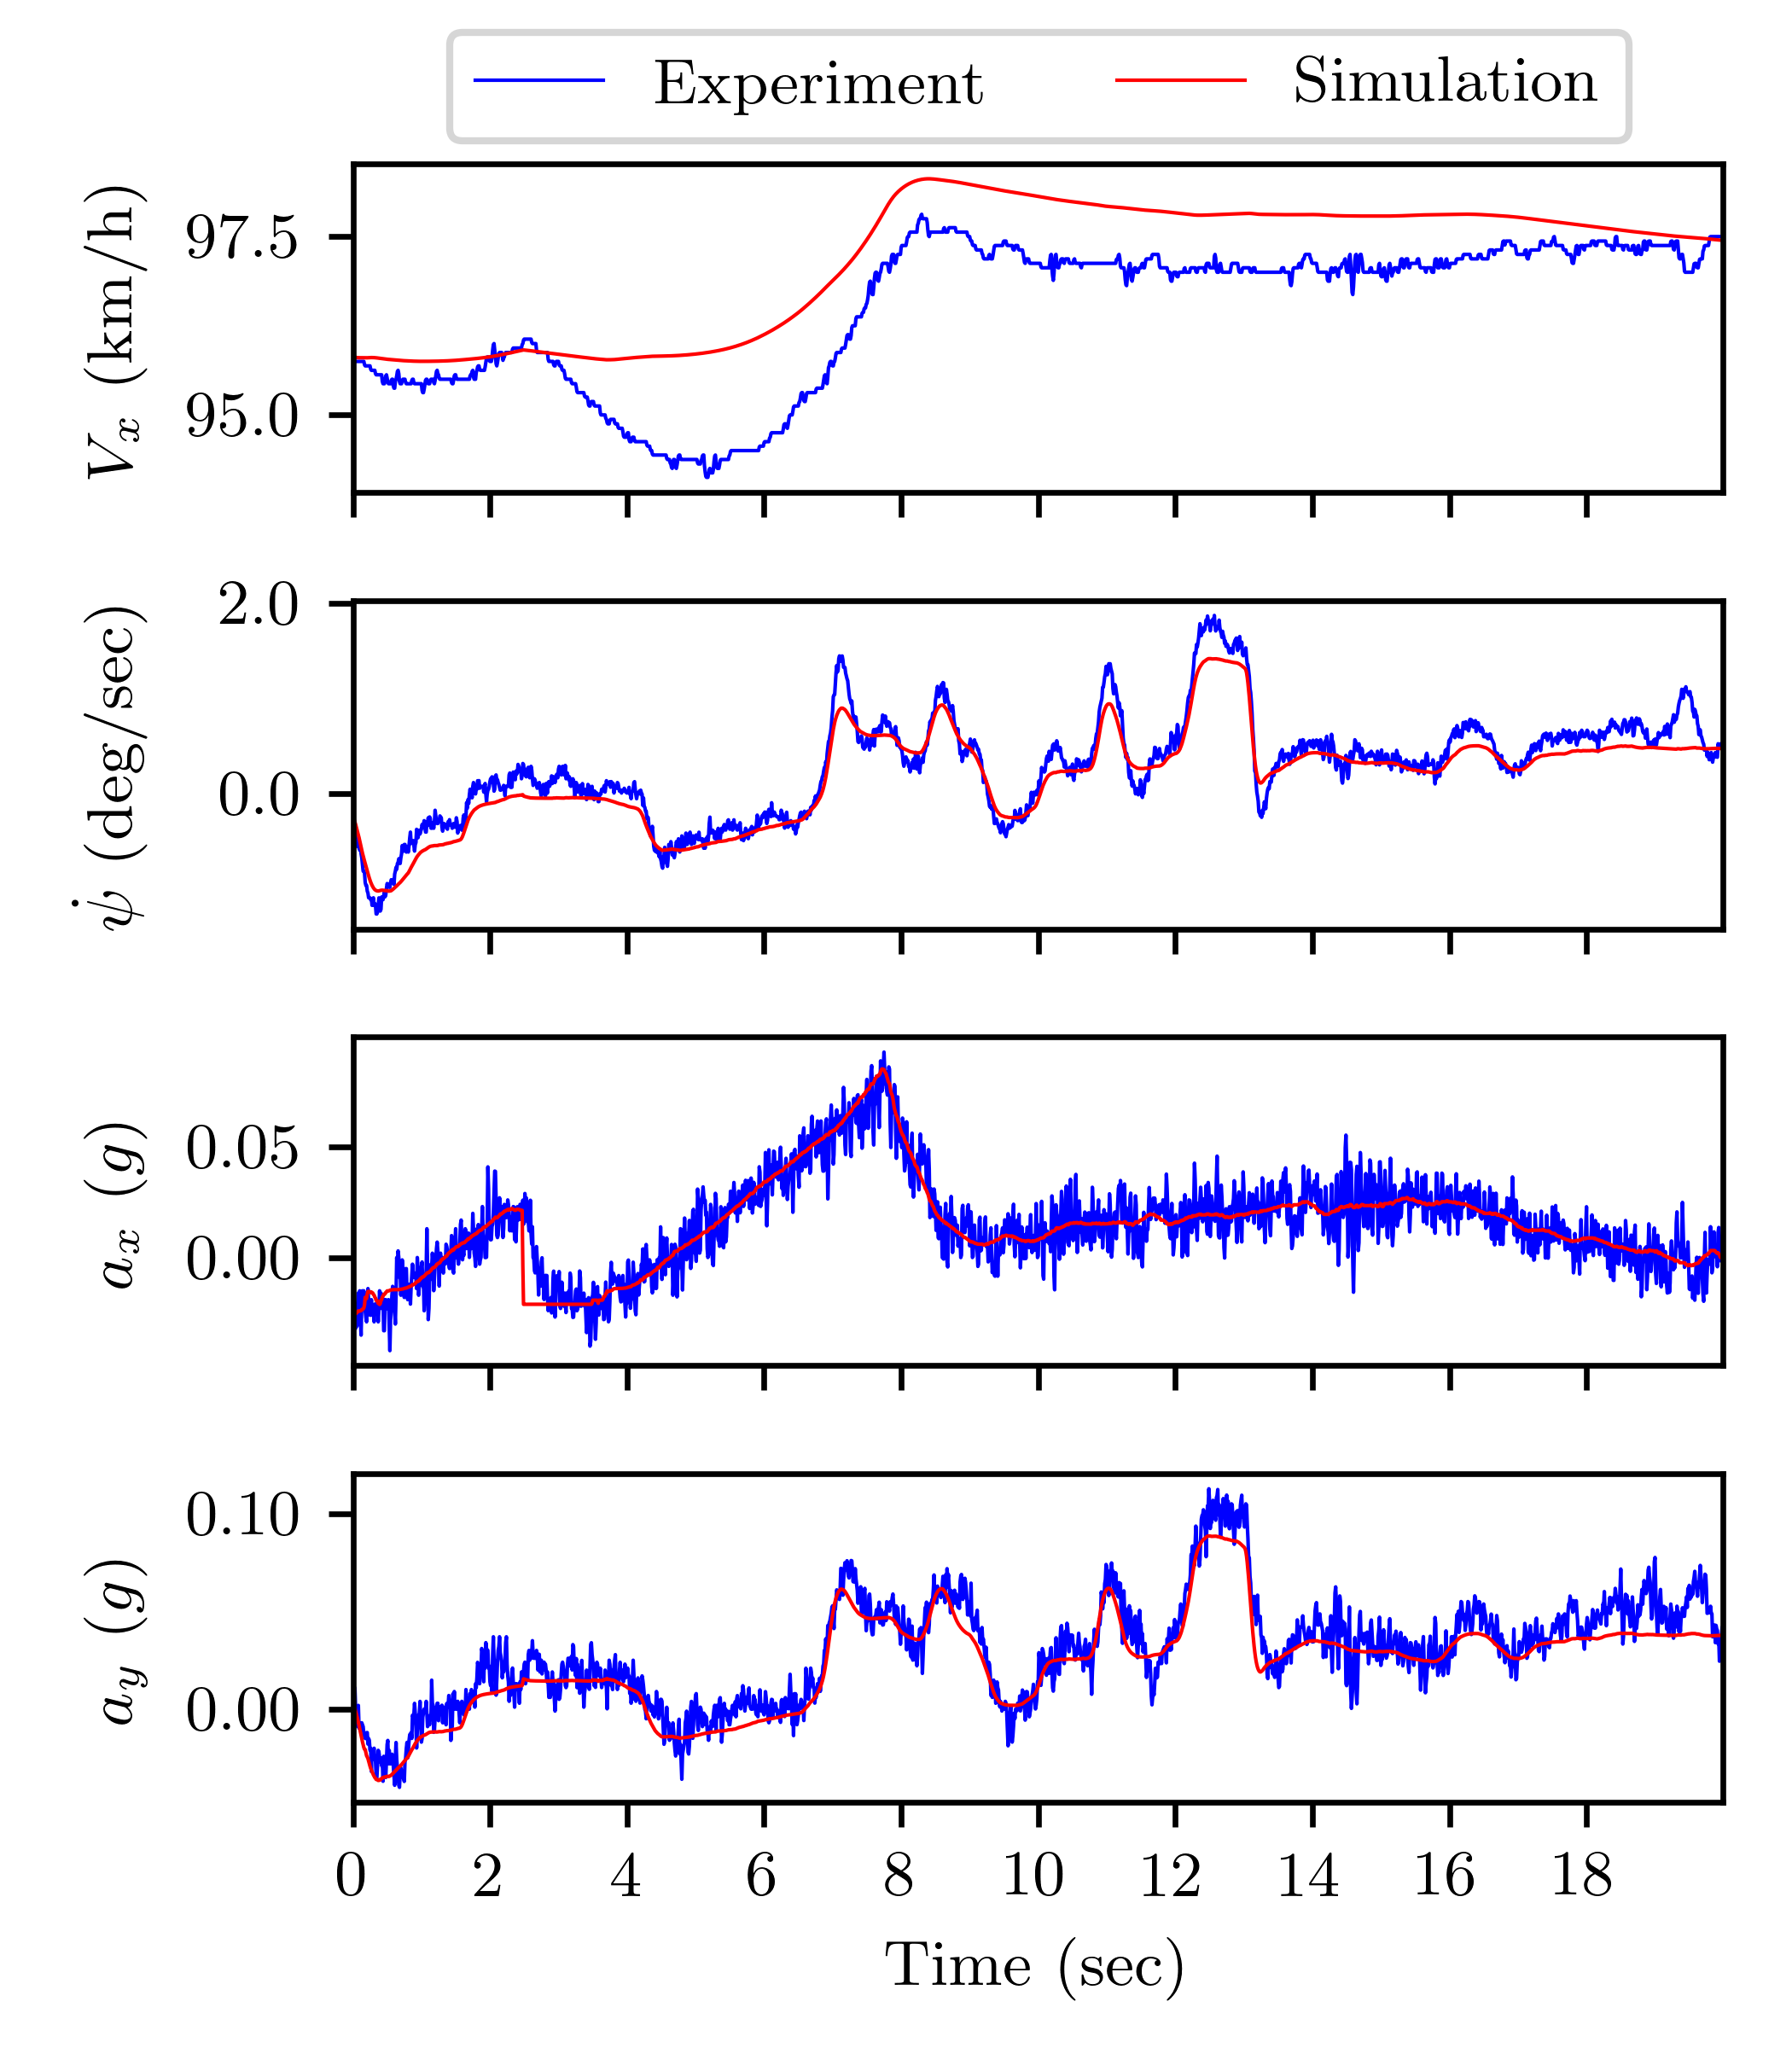 Experiment Simulation
V_x (km/h)
97.5
95.0
ψ̇ (deg/sec)
2.0
0.0
a_x (g)
0.05
0.00
a_y (g)
0.10
0.00
0 2 4 6 8 10 12 14 16 18
Time (sec)